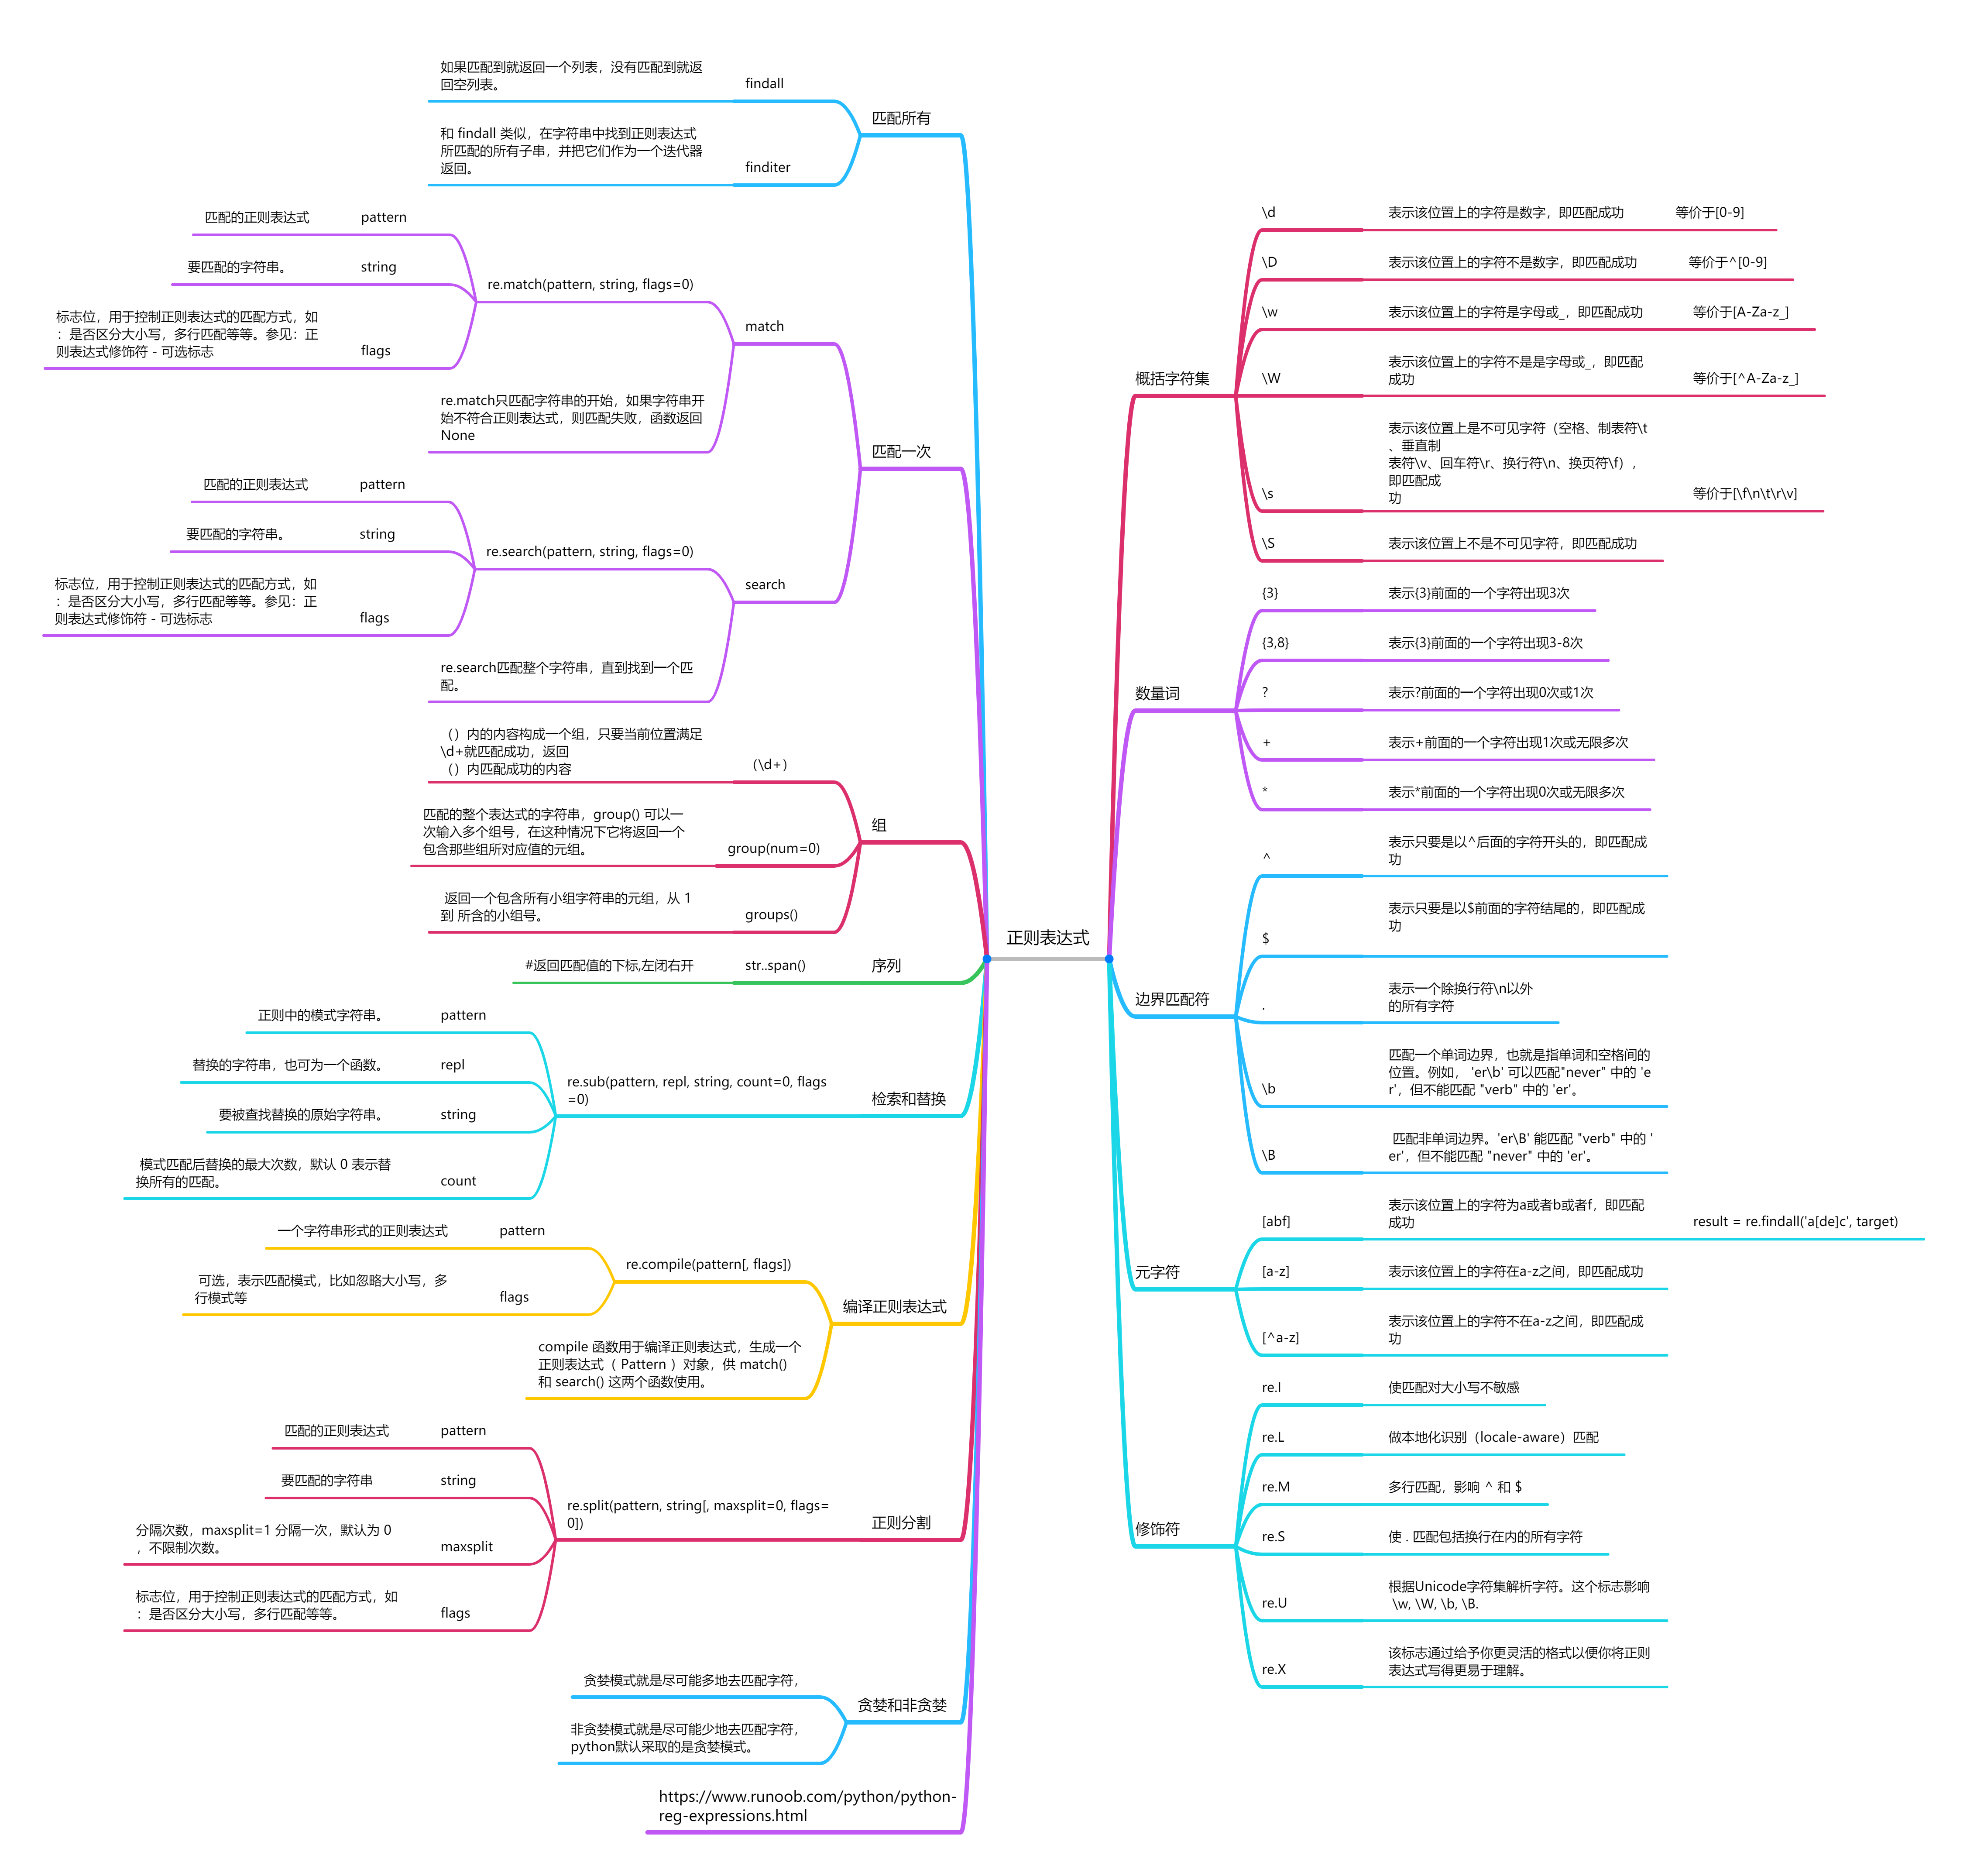 正则表达式
匹配所有
findall
如果匹配到就返回一个列表，没有匹配到就返
回空列表。
finditer
和 findall 类似，在字符串中找到正则表达式
所匹配的所有子串，并把它们作为一个迭代器
返回。
匹配一次
match
re.match(pattern, string, flags=0)
pattern
匹配的正则表达式
string
要匹配的字符串。
flags
标志位，用于控制正则表达式的匹配方式，如
：是否区分大小写，多行匹配等等。参见：正
则表达式修饰符 - 可选标志
re.match只匹配字符串的开始，如果字符串开
始不符合正则表达式，则匹配失败，函数返回
None
search
re.search(pattern, string, flags=0)
pattern
匹配的正则表达式
string
要匹配的字符串。
flags
标志位，用于控制正则表达式的匹配方式，如
：是否区分大小写，多行匹配等等。参见：正
则表达式修饰符 - 可选标志
re.search匹配整个字符串，直到找到一个匹
配。
组
（\d+）
（）内的内容构成一个组，只要当前位置满足
\d+就匹配成功，返回
（）内匹配成功的内容
group(num=0)
匹配的整个表达式的字符串，group() 可以一
次输入多个组号，在这种情况下它将返回一个
包含那些组所对应值的元组。
groups()
返回一个包含所有小组字符串的元组，从 1
到 所含的小组号。
序列
str..span()
#返回匹配值的下标,左闭右开
检索和替换
re.sub(pattern, repl, string, count=0, flags
=0)
pattern
正则中的模式字符串。
repl
替换的字符串，也可为一个函数。
string
要被查找替换的原始字符串。
count
模式匹配后替换的最大次数，默认 0 表示替
换所有的匹配。
编译正则表达式
re.compile(pattern[, flags])
pattern
一个字符串形式的正则表达式
flags
可选，表示匹配模式，比如忽略大小写，多
行模式等
compile 函数用于编译正则表达式，生成一个
正则表达式（ Pattern ）对象，供 match()
和 search() 这两个函数使用。
正则分割
re.split(pattern, string[, maxsplit=0, flags=
0])
pattern
匹配的正则表达式
string
要匹配的字符串
maxsplit
分隔次数，maxsplit=1 分隔一次，默认为 0
，不限制次数。
flags
标志位，用于控制正则表达式的匹配方式，如
：是否区分大小写，多行匹配等等。
贪婪和非贪婪
贪婪模式就是尽可能多地去匹配字符，
非贪婪模式就是尽可能少地去匹配字符，
python默认采取的是贪婪模式。
https://www.runoob.com/python/python-
reg-expressions.html
概括字符集
\d
表示该位置上的字符是数字，即匹配成功
等价于[0-9]
\D
表示该位置上的字符不是数字，即匹配成功
等价于^[0-9]
\w
表示该位置上的字符是字母或_，即匹配成功
等价于[A-Za-z_]
\W
表示该位置上的字符不是是字母或_，即匹配
成功
等价于[^A-Za-z_]
\s
表示该位置上是不可见字符（空格、制表符\t
、垂直制
表符\v、回车符\r、换行符\n、换页符\f），
即匹配成
功
等价于[\f\n\t\r\v]
\S
表示该位置上不是不可见字符，即匹配成功
数量词
{3}
表示{3}前面的一个字符出现3次
{3,8}
表示{3}前面的一个字符出现3-8次
?
表示?前面的一个字符出现0次或1次
+
表示+前面的一个字符出现1次或无限多次
*
表示*前面的一个字符出现0次或无限多次
边界匹配符
^
表示只要是以^后面的字符开头的，即匹配成
功
$
表示只要是以$前面的字符结尾的，即匹配成
功
.
表示一个除换行符\n以外
的所有字符
\b
匹配一个单词边界，也就是指单词和空格间的
位置。例如， 'er\b' 可以匹配"never" 中的 'e
r'，但不能匹配 "verb" 中的 'er'。
\B
匹配非单词边界。'er\B' 能匹配 "verb" 中的 '
er'，但不能匹配 "never" 中的 'er'。
元字符
[abf]
表示该位置上的字符为a或者b或者f，即匹配
成功
result = re.findall('a[de]c', target)
[a-z]
表示该位置上的字符在a-z之间，即匹配成功
[^a-z]
表示该位置上的字符不在a-z之间，即匹配成
功
修饰符
re.I
使匹配对大小写不敏感
re.L
做本地化识别（locale-aware）匹配
re.M
多行匹配，影响 ^ 和 $
re.S
使 . 匹配包括换行在内的所有字符
re.U
根据Unicode字符集解析字符。这个标志影响
\w, \W, \b, \B.
re.X
该标志通过给予你更灵活的格式以便你将正则
表达式写得更易于理解。